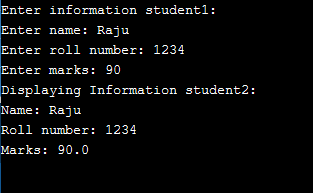 Enter information student1:
Enter name: Raju
Enter roll number: 1234
Enter marks: 90
Displaying Information student2:
Name: Raju
Roll number: 1234
Marks: 90.0